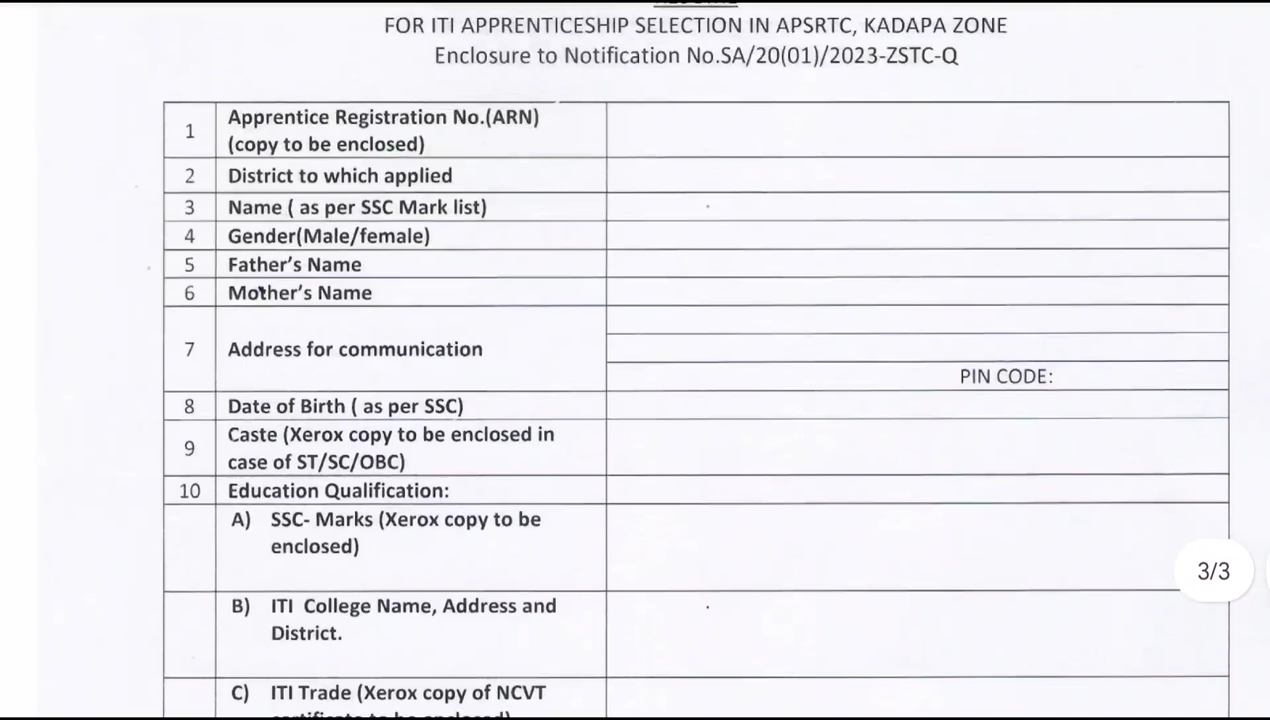 FOR ITI APPRENTICESHIP SELECTION IN APSRTC, KADAPA ZONE
Enclosure to Notification No.SA/20(01)/2023-ZSTC-Q
1 Apprentice Registration No.(ARN)
(copy to be enclosed)
2 District to which applied
3 Name ( as per SSC Mark list)
4 Gender(Male/female)
5 Father's Name
6 Mother's Name
7 Address for communication
PIN CODE:
8 Date of Birth ( as per SSC)
9 Caste (Xerox copy to be enclosed in
case of ST/SC/OBC)
10 Education Qualification:
A) SSC- Marks (Xerox copy to be
enclosed)
3/3
B) ITI College Name, Address and
District.
C) ITI Trade (Xerox copy of NCVT